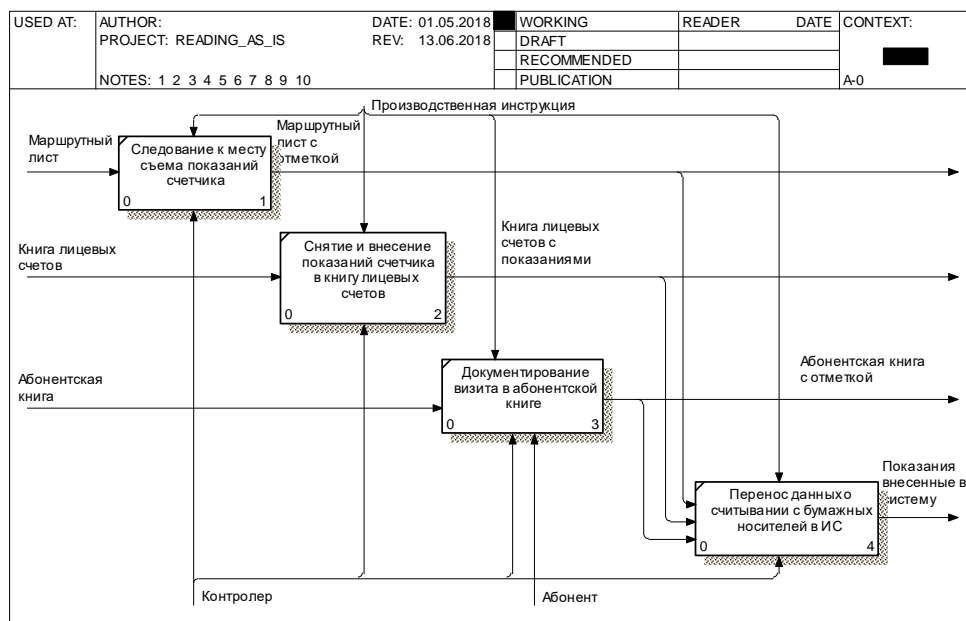 USED AT:
AUTHOR:
DATE: 01.05.2018
WORKING
READER
DATE
CONTEXT:
PROJECT: READING_AS_IS
REV: 13.06.2018
DRAFT
RECOMMENDED
NOTES: 1 2 3 4 5 6 7 8 9 10
PUBLICATION
A-0
Производственная инструкция
Маршрутный
лист
Следование к месту
съема показаний
счетчика
0
1
Маршрутный
лист с
отметкой
Книга лицевых
счетов
Снятие и внесение
показаний счетчика
в книгу лицевых
счетов
0
2
Книга лицевых
счетов с
показаниями
Абонентская
книга
Документирование
визита в абонентской
книге
0
3
Абонентская книга
с отметкой
Перенос данных о
считывании с бумажных
носителей в ИС
0
4
Показания
внесенные в
систему
Контролер
Абонент